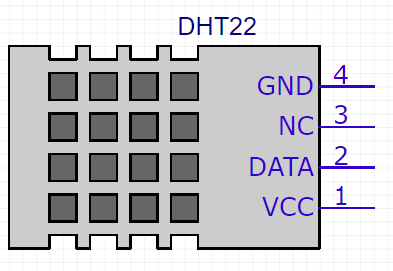 DHT22
GND 4
NC 3
DATA 2
VCC 1